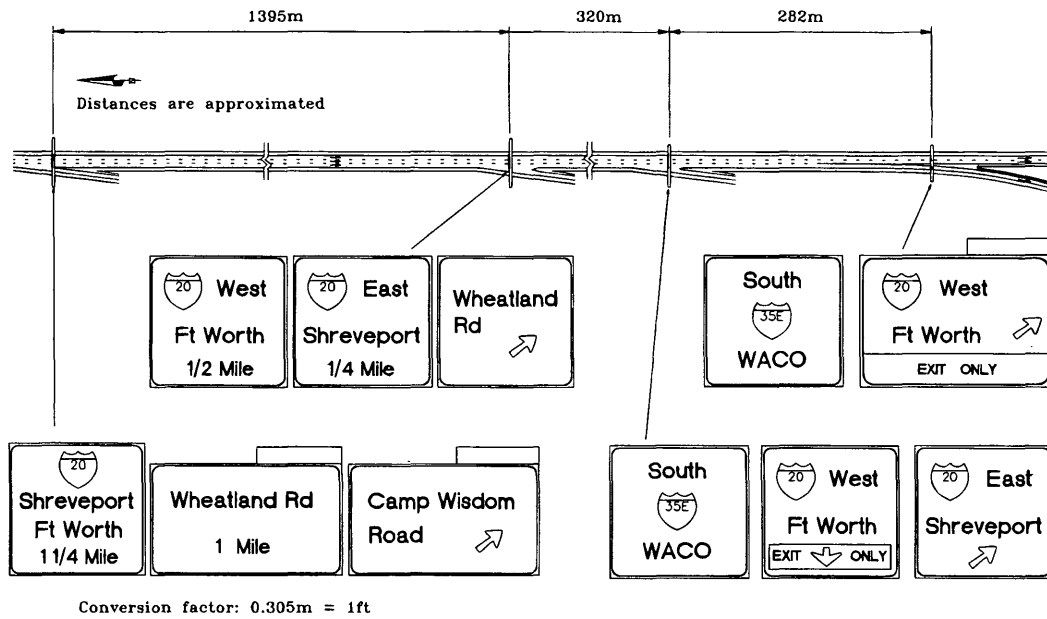 1395m
320m
282m
Distances are approximated
20 West
Ft Worth
1/2 Mile
20 East
Shreveport
1/4 Mile
Wheatland
Rd
South
35E
WACO
20 West
Ft Worth
EXIT ONLY
20
Shreveport
Ft Worth
1 1/4 Mile
Wheatland Rd
1 Mile
Camp Wisdom
Road
South
35E
WACO
20 West
Ft Worth
EXIT ONLY
20 East
Shreveport
Conversion factor: 0.305m = 1ft